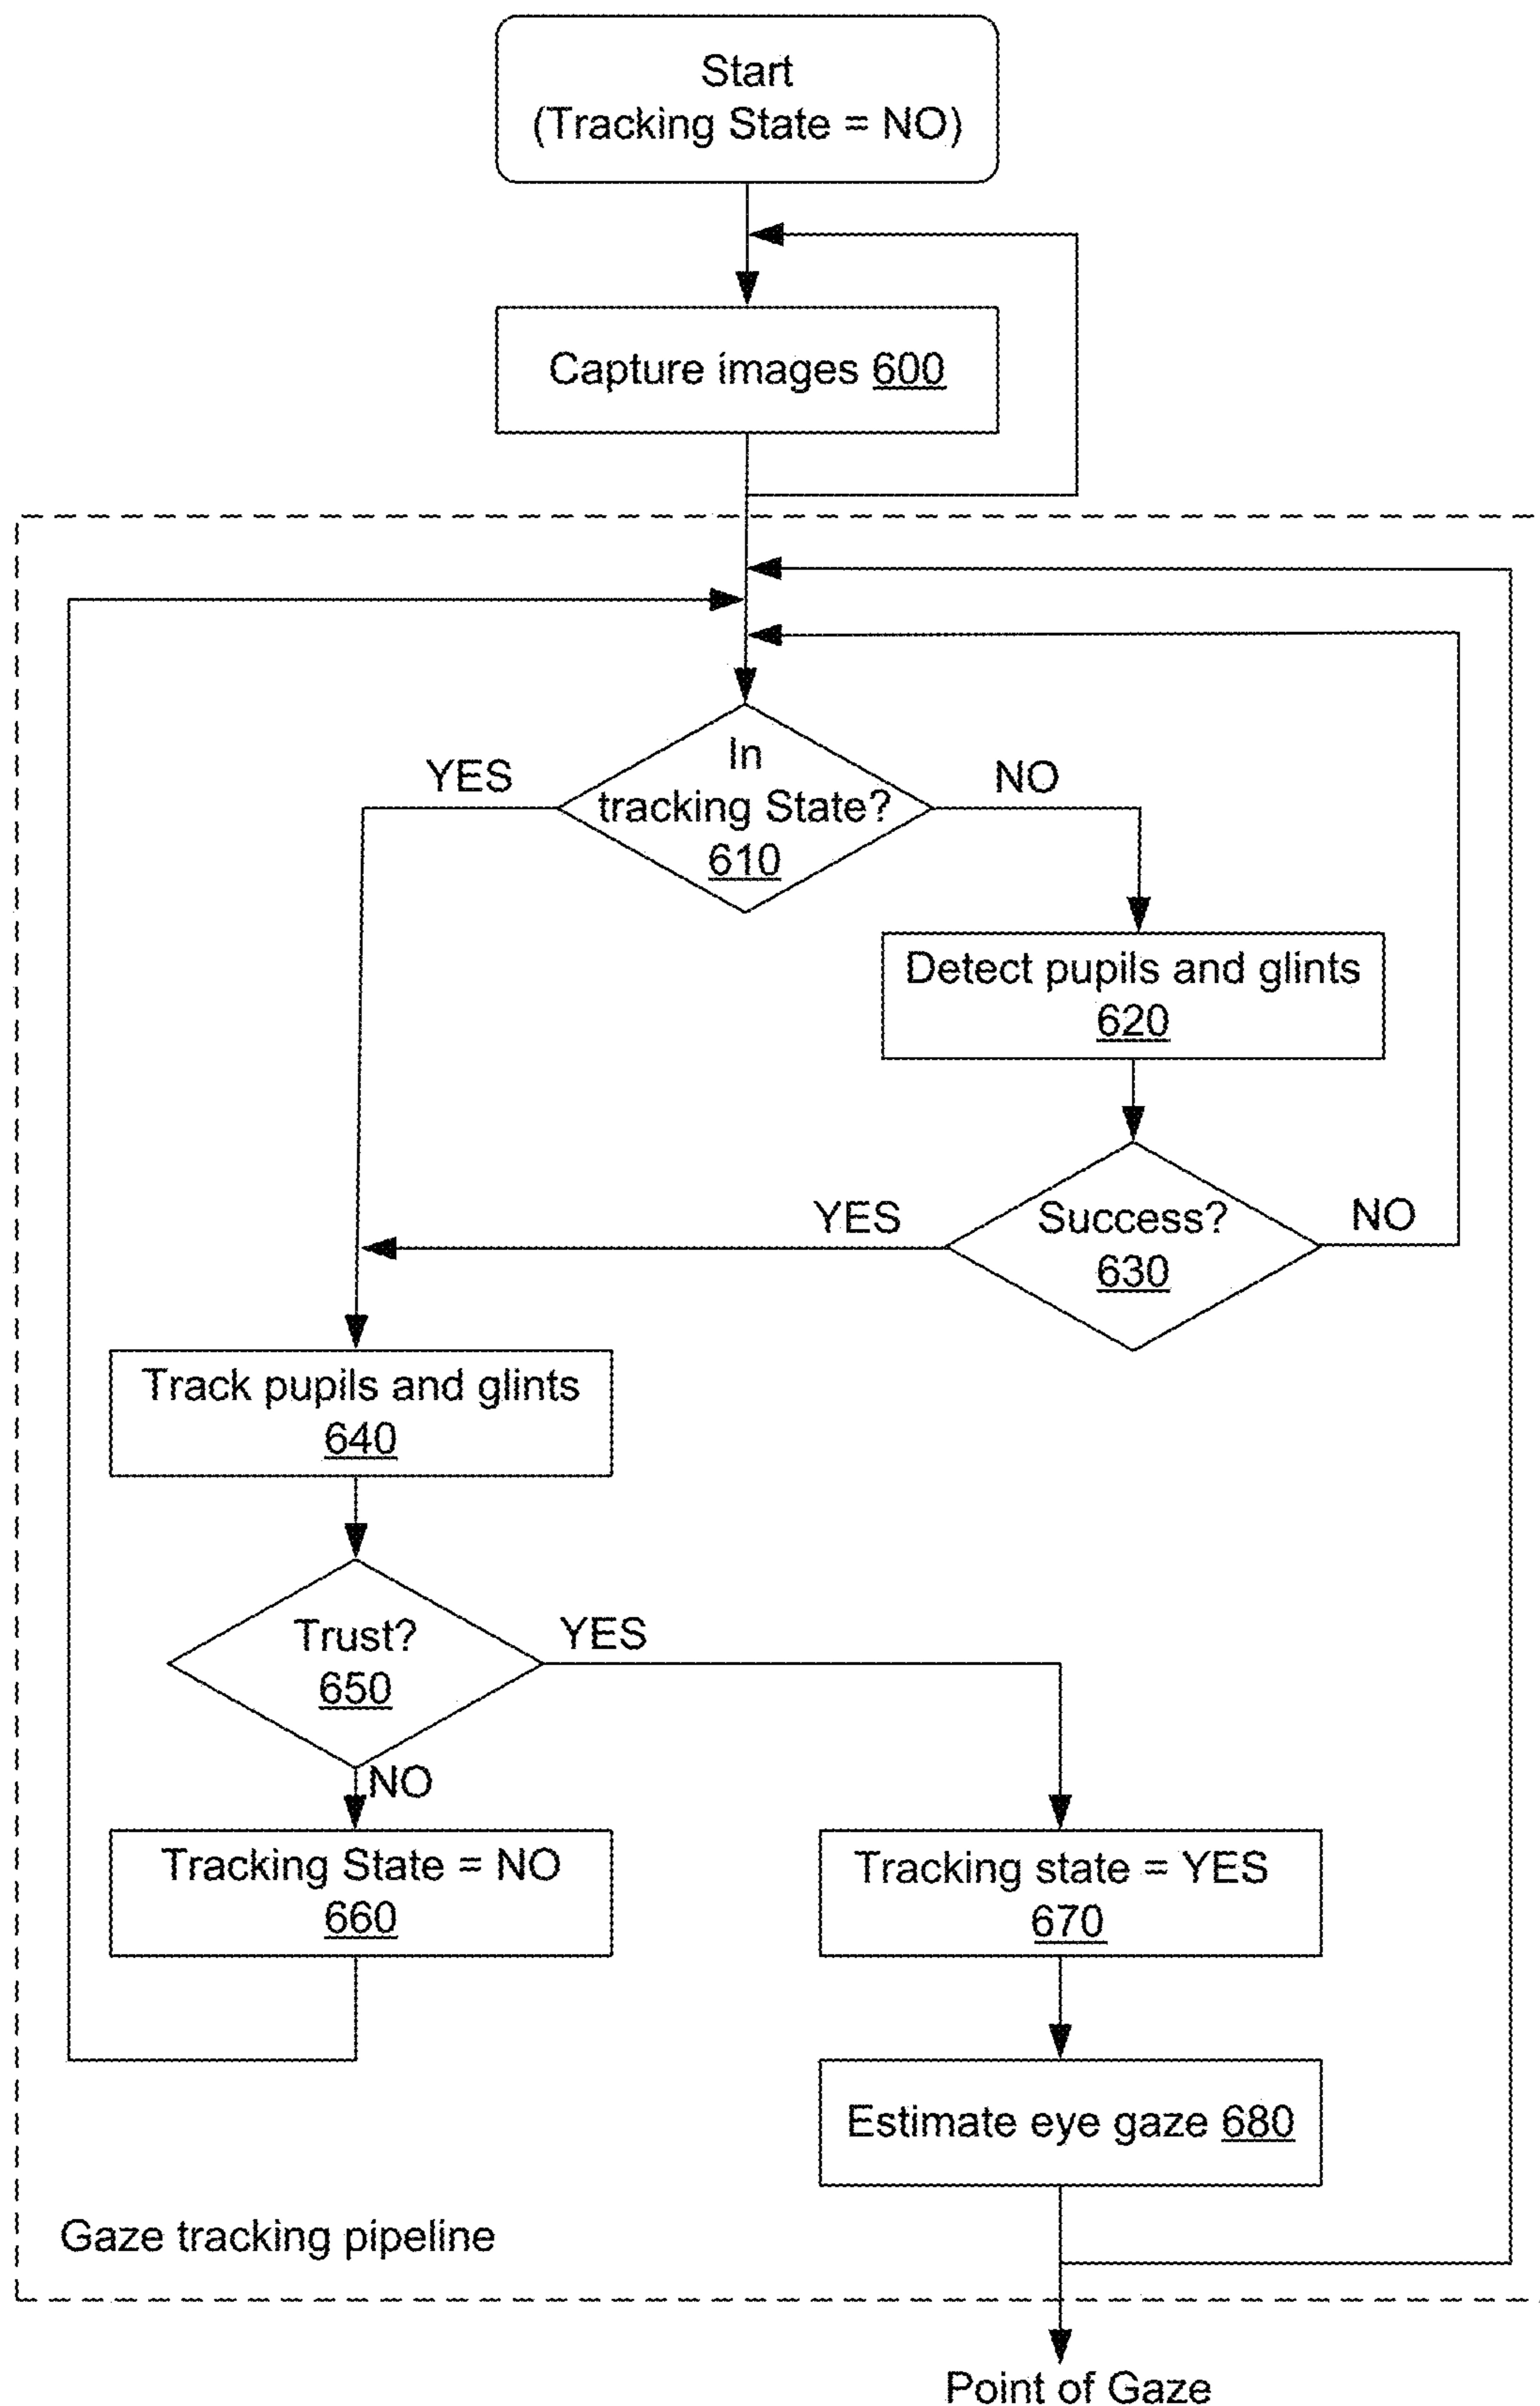 Start
(Tracking State = NO)
Capture images 600
In
tracking State?
610
YES
NO
Detect pupils and glints
620
Success?
630
YES
NO
Track pupils and glints
640
Trust?
650
YES
NO
Tracking State = NO
660
Tracking state = YES
670
Estimate eye gaze 680
Gaze tracking pipeline
Point of Gaze